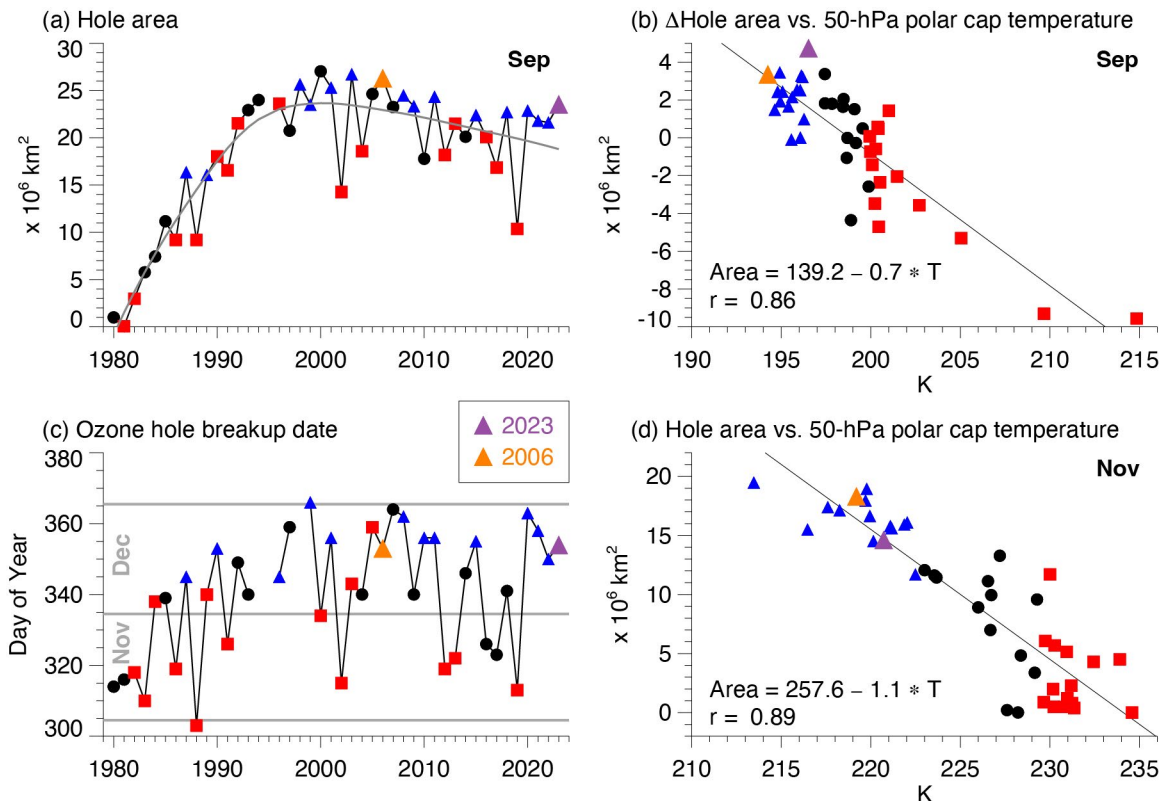 (a) Hole area
Sep
x 10⁶ km²
30
25
20
15
10
5
0
1980 1990 2000 2010 2020
(b) ΔHole area vs. 50-hPa polar cap temperature
Sep
x 10⁶ km²
4
2
0
-2
-4
-6
-8
-10
Area = 139.2 − 0.7 * T
r = 0.86
190 195 200 205 210 215
K
(c) Ozone hole breakup date
2023
2006
Day of Year
380
360
340
320
300
Dec
Nov
1980 1990 2000 2010 2020
(d) Hole area vs. 50-hPa polar cap temperature
Nov
x 10⁶ km²
20
15
10
5
0
Area = 257.6 − 1.1 * T
r = 0.89
210 215 220 225 230 235
K